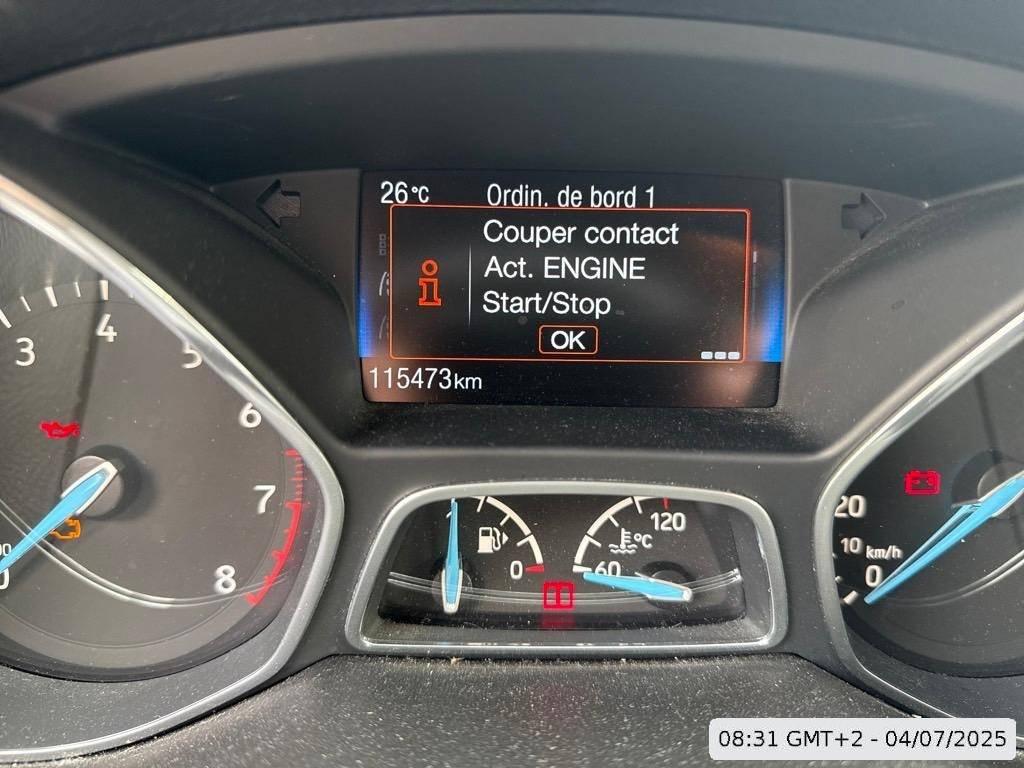 26°C Ordin. de bord 1
Couper contact
Act. ENGINE
Start/Stop
OK
115473km
3
4
5
6
7
8
0
120
°C
60
20
10 km/h
0
08:31 GMT+2 - 04/07/2025